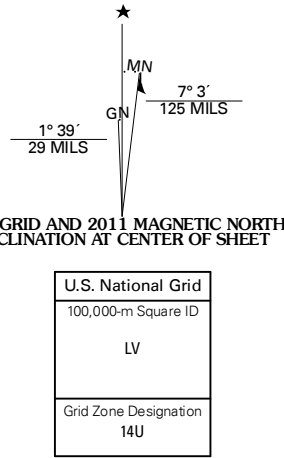 ★
MN
GN
7° 3´
125 MILS
1° 39´
29 MILS
GRID AND 2011 MAGNETIC NORTH
CLINATION AT CENTER OF SHEET
U.S. National Grid
100,000-m Square ID
LV
Grid Zone Designation
14U